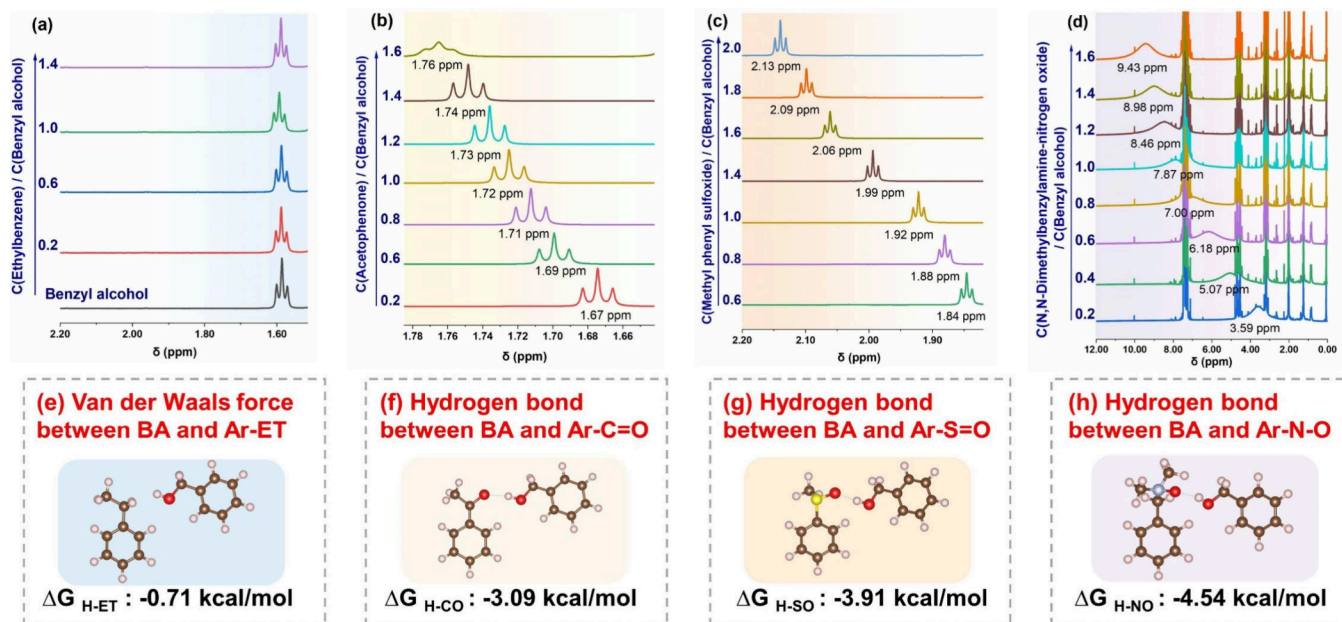 (a)
C(Ethylbenzene) / C(Benzyl alcohol)
1.4
1.0
0.6
0.2
Benzyl alcohol
2.20 2.00 1.80 1.60
δ (ppm)
(b)
C(Acetophenone) / C(Benzyl alcohol)
1.6
1.76 ppm
1.4
1.74 ppm
1.2
1.73 ppm
1.0
1.72 ppm
0.8
1.71 ppm
0.6
1.69 ppm
0.2
1.67 ppm
1.78 1.76 1.74 1.72 1.70 1.68 1.66
δ (ppm)
(c)
C(Methyl phenyl sulfoxide) / C(Benzyl alcohol)
2.0
2.13 ppm
1.8
2.09 ppm
1.6
2.06 ppm
1.4
1.99 ppm
1.0
1.92 ppm
0.8
1.88 ppm
0.6
1.84 ppm
2.20 2.10 2.00 1.90
δ (ppm)
(d)
C(N,N-Dimethylbenzylamine-nitrogen oxide)
/ C(Benzyl alcohol)
1.6
9.43 ppm
1.4
8.98 ppm
1.2
8.46 ppm
1.0
7.87 ppm
0.8
7.00 ppm
0.6
6.18 ppm
0.4
5.07 ppm
0.2
3.59 ppm
12.00 10.00 8.00 6.00 4.00 2.00 0.00
δ (ppm)
(e) Van der Waals force
between BA and Ar-ET
ΔG H-ET : -0.71 kcal/mol
(f) Hydrogen bond
between BA and Ar-C=O
ΔG H-CO : -3.09 kcal/mol
(g) Hydrogen bond
between BA and Ar-S=O
ΔG H-SO : -3.91 kcal/mol
(h) Hydrogen bond
between BA and Ar-N-O
ΔG H-NO : -4.54 kcal/mol